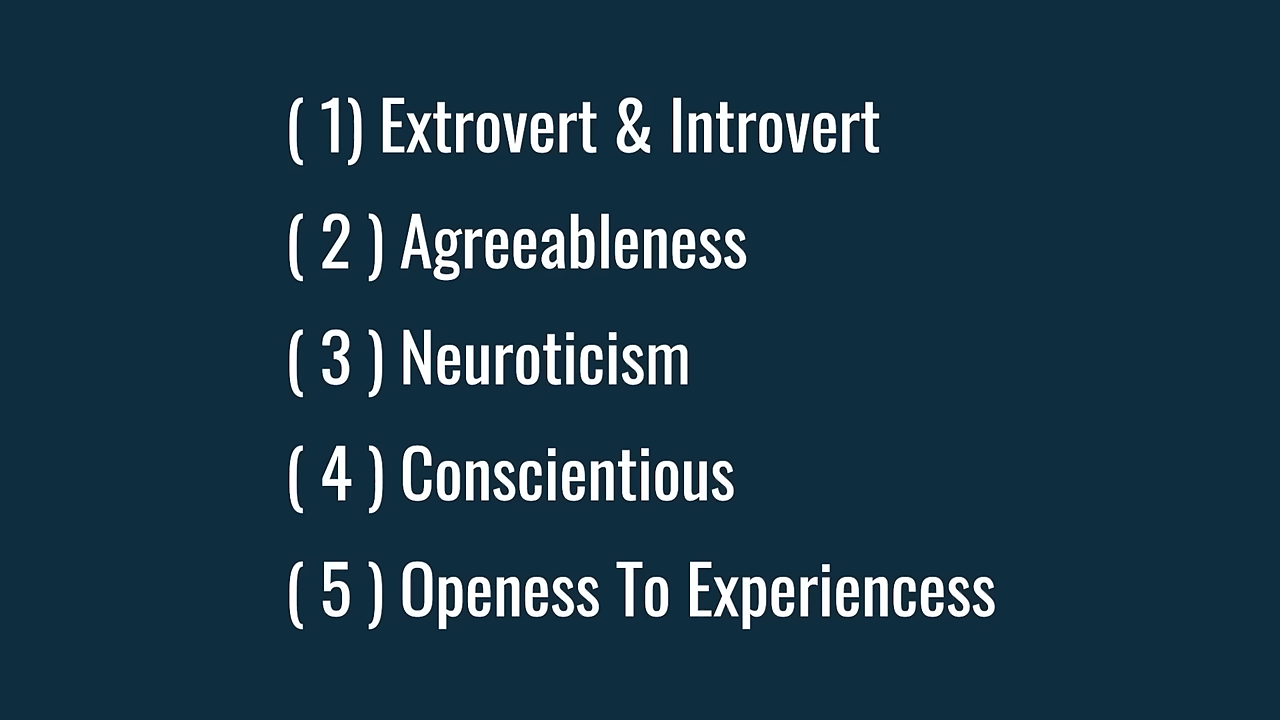 ( 1) Extrovert & Introvert
( 2 ) Agreeableness
( 3 ) Neuroticism
( 4 ) Conscientious
( 5 ) Openess To Experiencess